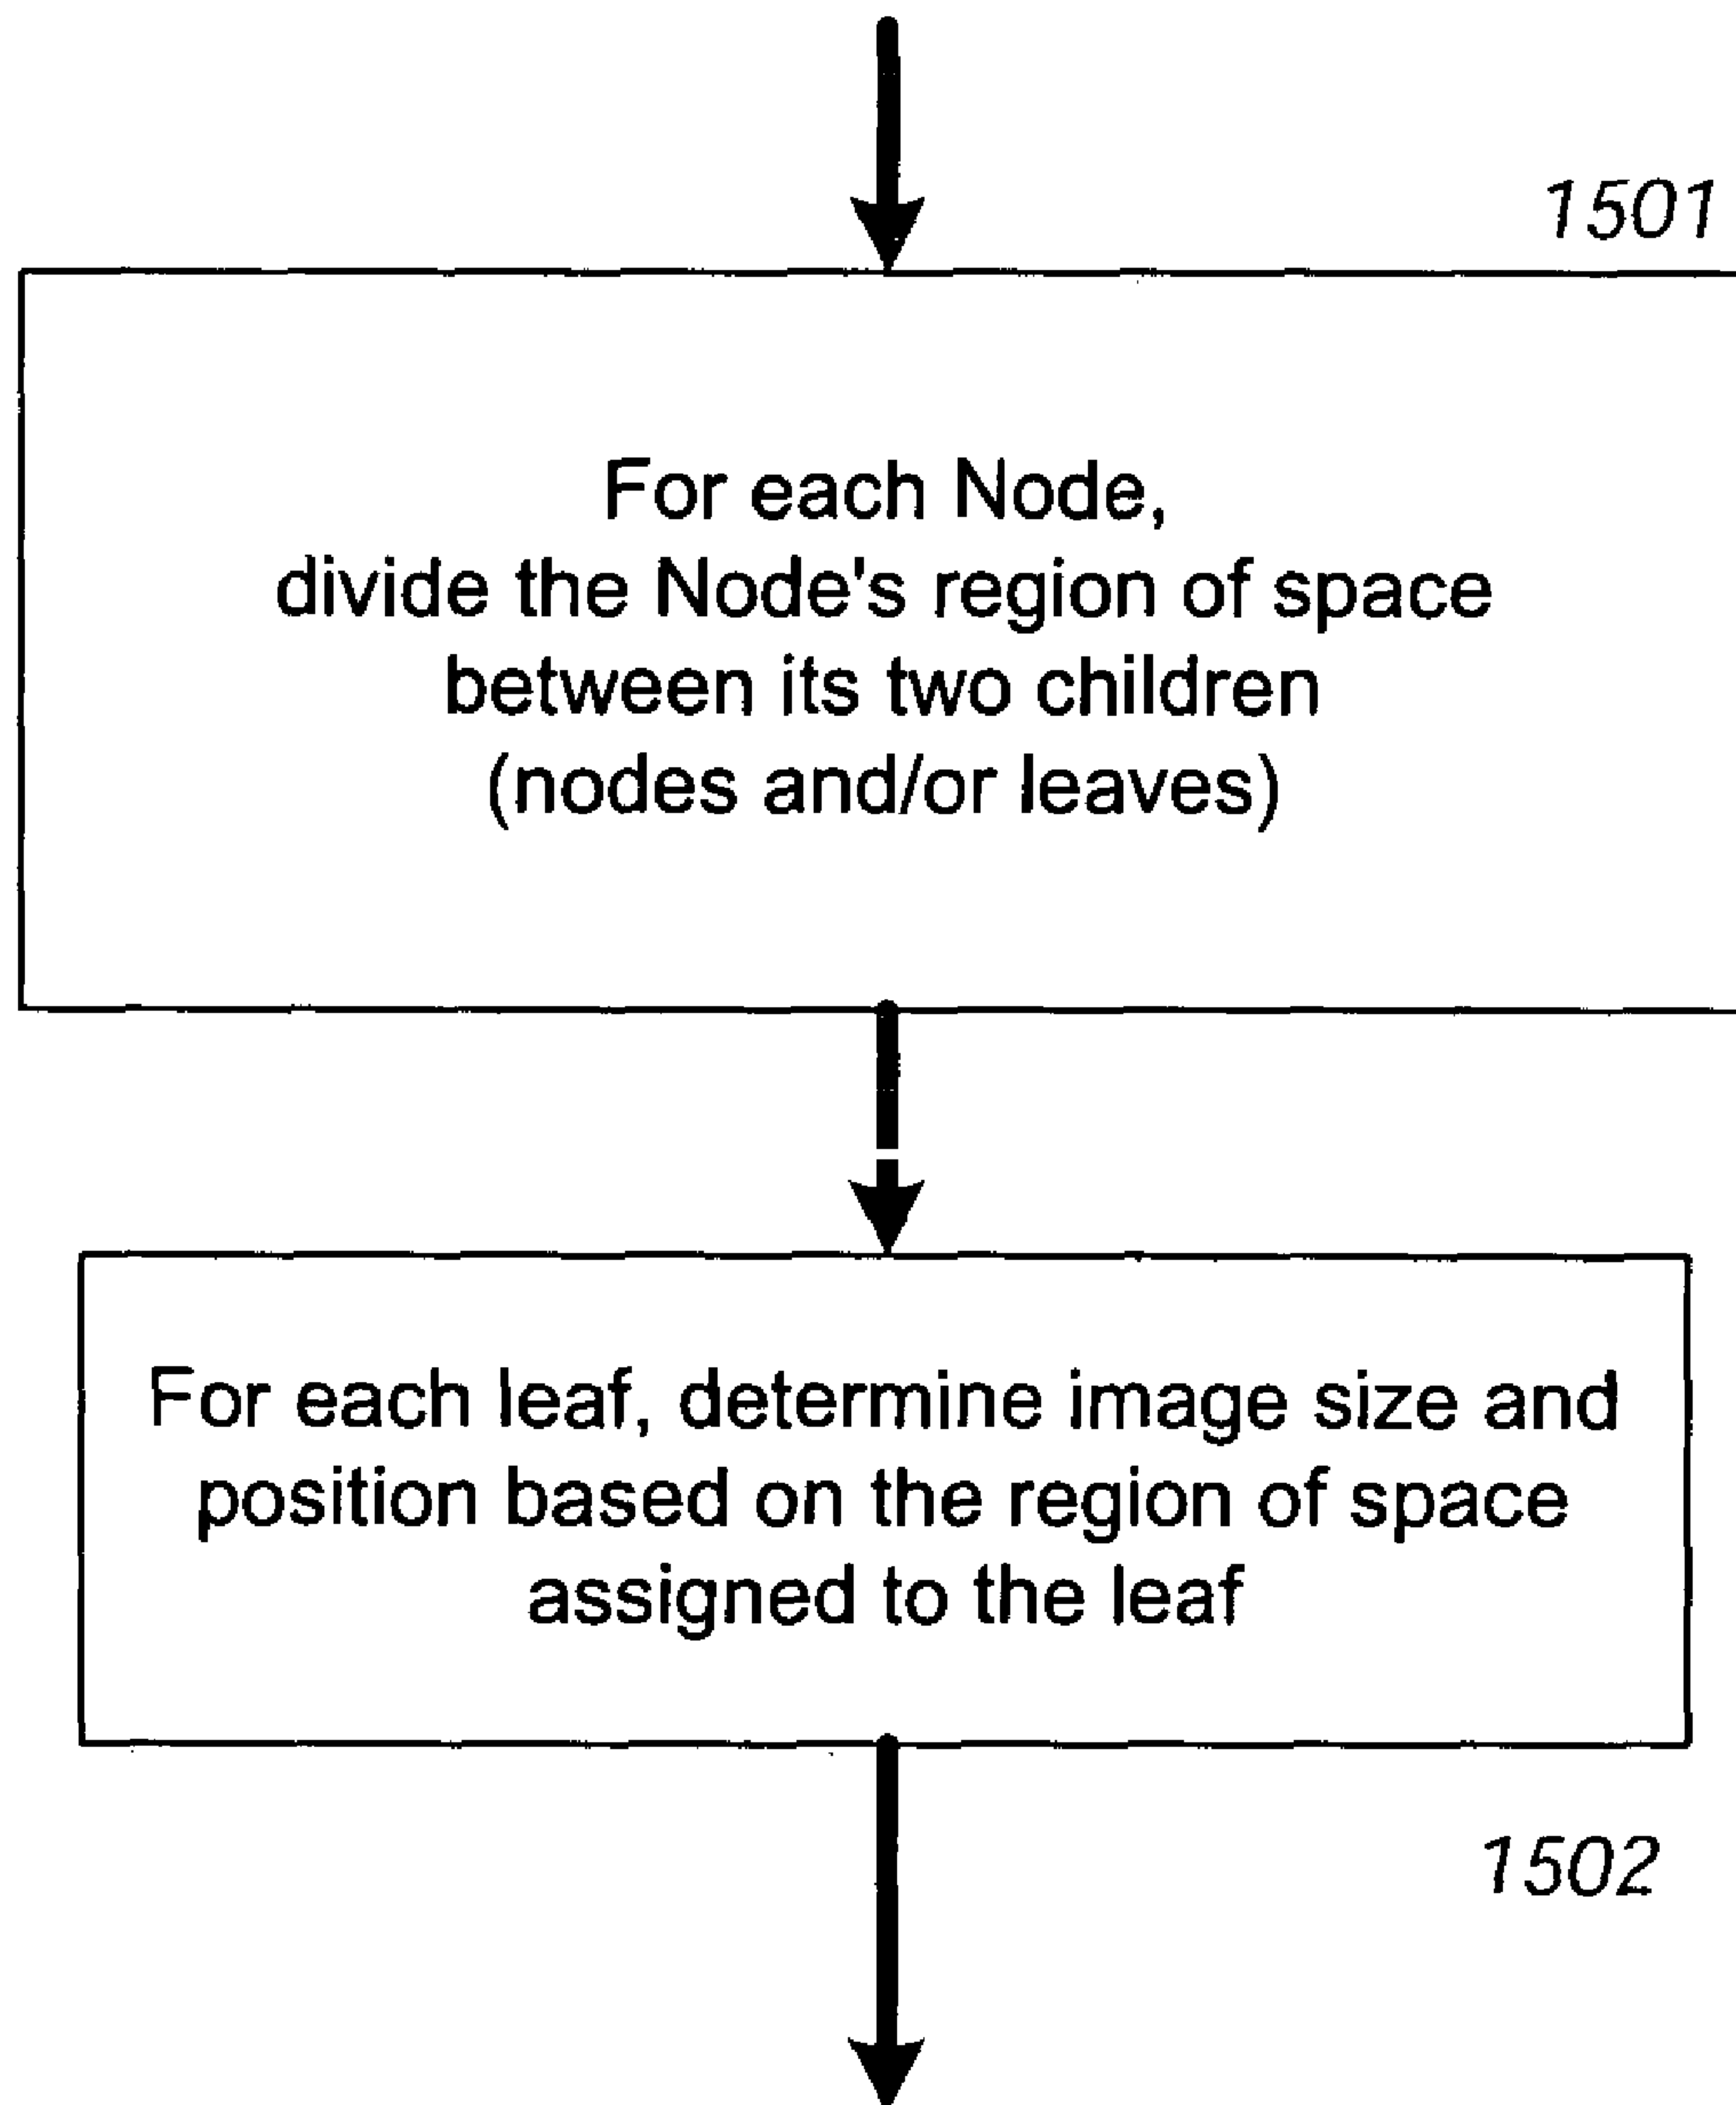 1501
For each Node,
divide the Node's region of space
between its two children
(nodes and/or leaves)
For each leaf, determine image size and
position based on the region of space
assigned to the leaf
1502